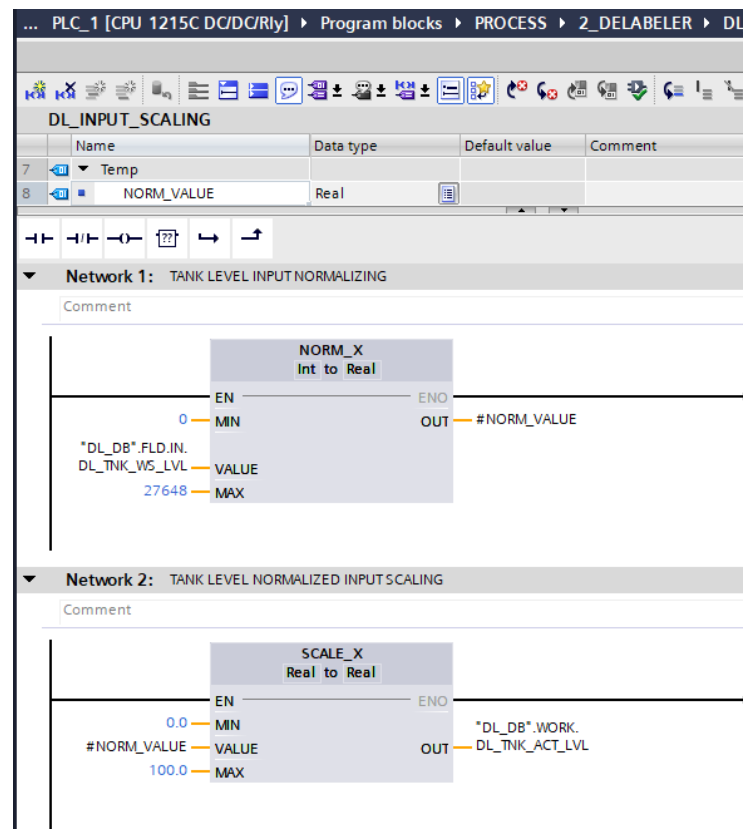 ... PLC_1 [CPU 1215C DC/DC/Rly] ▸ Program blocks ▸ PROCESS ▸ 2_DELABELER ▸ DL
DL_INPUT_SCALING
Name Data type Default value Comment
7 Temp
8 NORM_VALUE Real
??
Network 1: TANK LEVEL INPUT NORMALIZING
Comment
NORM_X
Int to Real
EN ENO
0 MIN OUT #NORM_VALUE
"DL_DB".FLD.IN.
DL_TNK_WS_LVL VALUE
27648 MAX
Network 2: TANK LEVEL NORMALIZED INPUT SCALING
Comment
SCALE_X
Real to Real
EN ENO
0.0 MIN "DL_DB".WORK.
#NORM_VALUE VALUE OUT DL_TNK_ACT_LVL
100.0 MAX